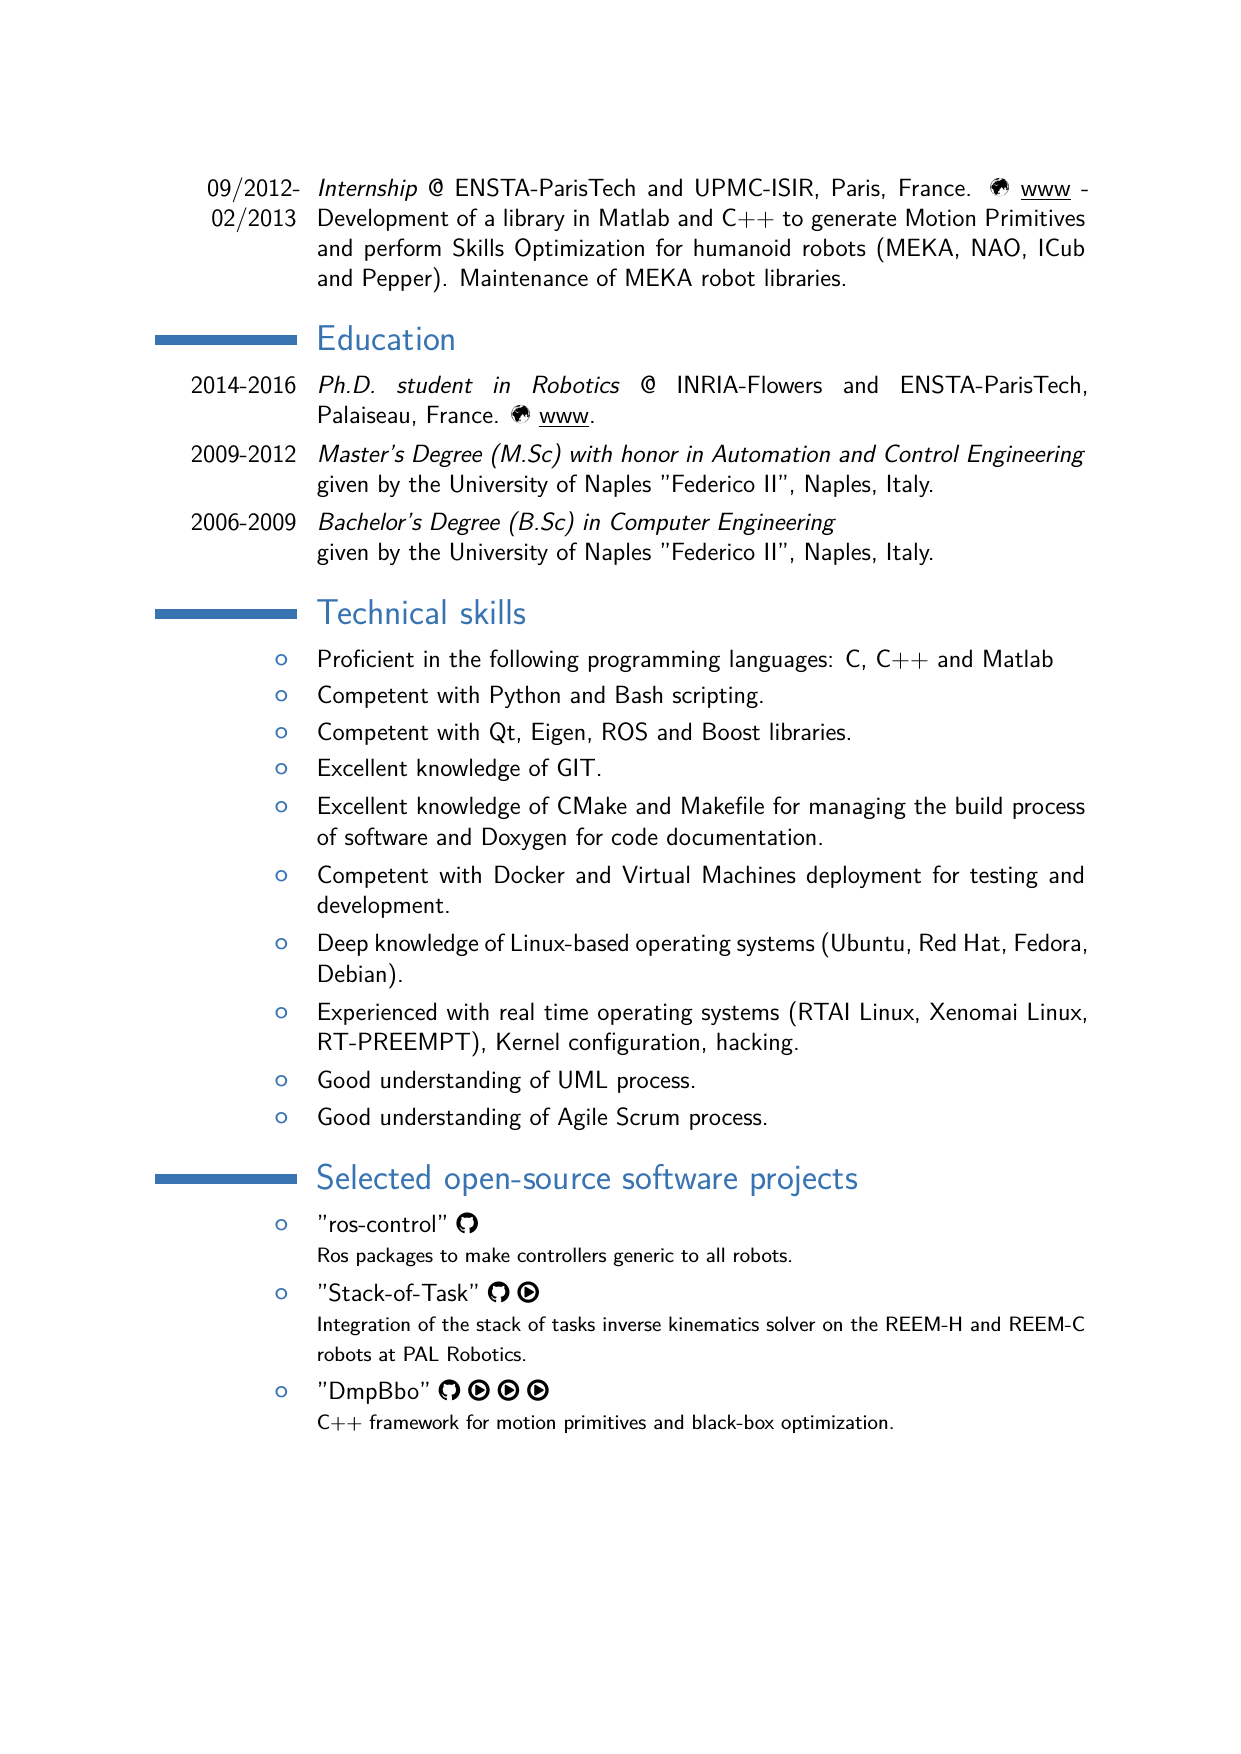 09/2012- Internship @ ENSTA-ParisTech and UPMC-ISIR, Paris, France. www -
02/2013 Development of a library in Matlab and C++ to generate Motion Primitives
and perform Skills Optimization for humanoid robots (MEKA, NAO, ICub
and Pepper). Maintenance of MEKA robot libraries.
Education
2014-2016 Ph.D. student in Robotics @ INRIA-Flowers and ENSTA-ParisTech,
Palaiseau, France. www.
2009-2012 Master's Degree (M.Sc) with honor in Automation and Control Engineering
given by the University of Naples ”Federico II”, Naples, Italy.
2006-2009 Bachelor's Degree (B.Sc) in Computer Engineering
given by the University of Naples ”Federico II”, Naples, Italy.
Technical skills
Proficient in the following programming languages: C, C++ and Matlab
Competent with Python and Bash scripting.
Competent with Qt, Eigen, ROS and Boost libraries.
Excellent knowledge of GIT.
Excellent knowledge of CMake and Makefile for managing the build process
of software and Doxygen for code documentation.
Competent with Docker and Virtual Machines deployment for testing and
development.
Deep knowledge of Linux-based operating systems (Ubuntu, Red Hat, Fedora,
Debian).
Experienced with real time operating systems (RTAI Linux, Xenomai Linux,
RT-PREEMPT), Kernel configuration, hacking.
Good understanding of UML process.
Good understanding of Agile Scrum process.
Selected open-source software projects
”ros-control”
Ros packages to make controllers generic to all robots.
”Stack-of-Task”
Integration of the stack of tasks inverse kinematics solver on the REEM-H and REEM-C
robots at PAL Robotics.
”DmpBbo”
C++ framework for motion primitives and black-box optimization.